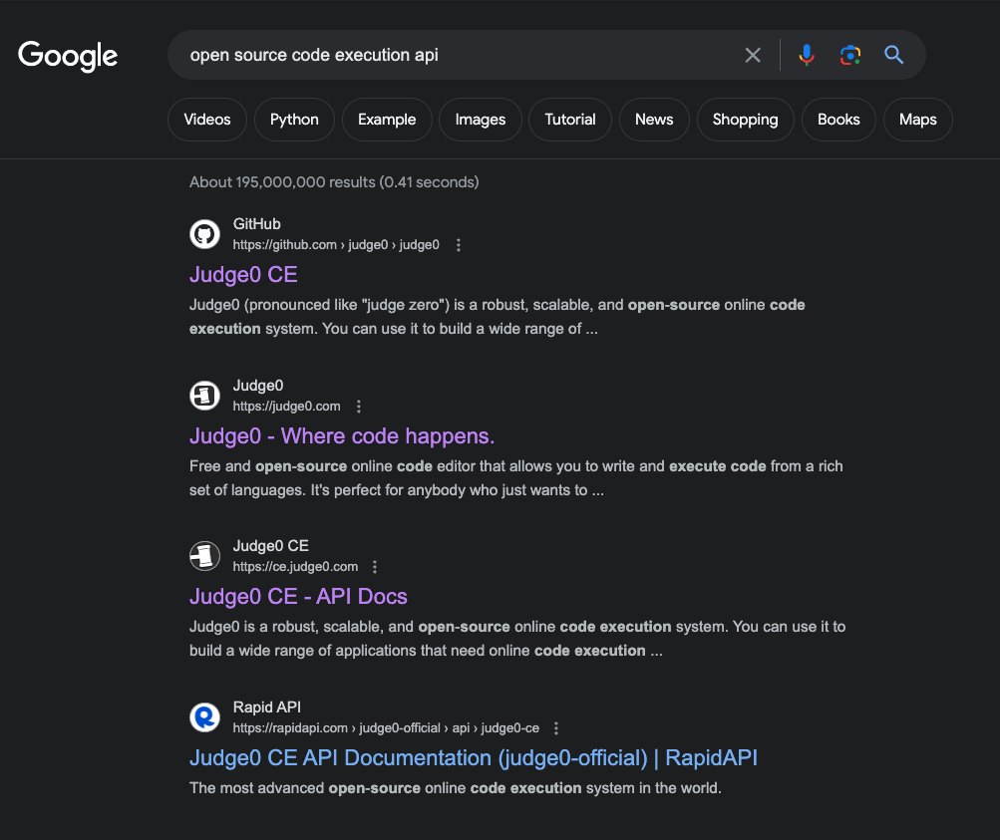 Google
open source code execution api
Videos Python Example Images Tutorial News Shopping Books Maps
About 195,000,000 results (0.41 seconds)
GitHub
https://github.com › judge0 › judge0
Judge0 CE
Judge0 (pronounced like "judge zero") is a robust, scalable, and open-source online code
execution system. You can use it to build a wide range of ...
Judge0
https://judge0.com
Judge0 - Where code happens.
Free and open-source online code editor that allows you to write and execute code from a rich
set of languages. It's perfect for anybody who just wants to ...
Judge0 CE
https://ce.judge0.com
Judge0 CE - API Docs
Judge0 is a robust, scalable, and open-source online code execution system. You can use it to
build a wide range of applications that need online code execution ...
Rapid API
https://rapidapi.com › judge0-official › api › judge0-ce
Judge0 CE API Documentation (judge0-official) | RapidAPI
The most advanced open-source online code execution system in the world.